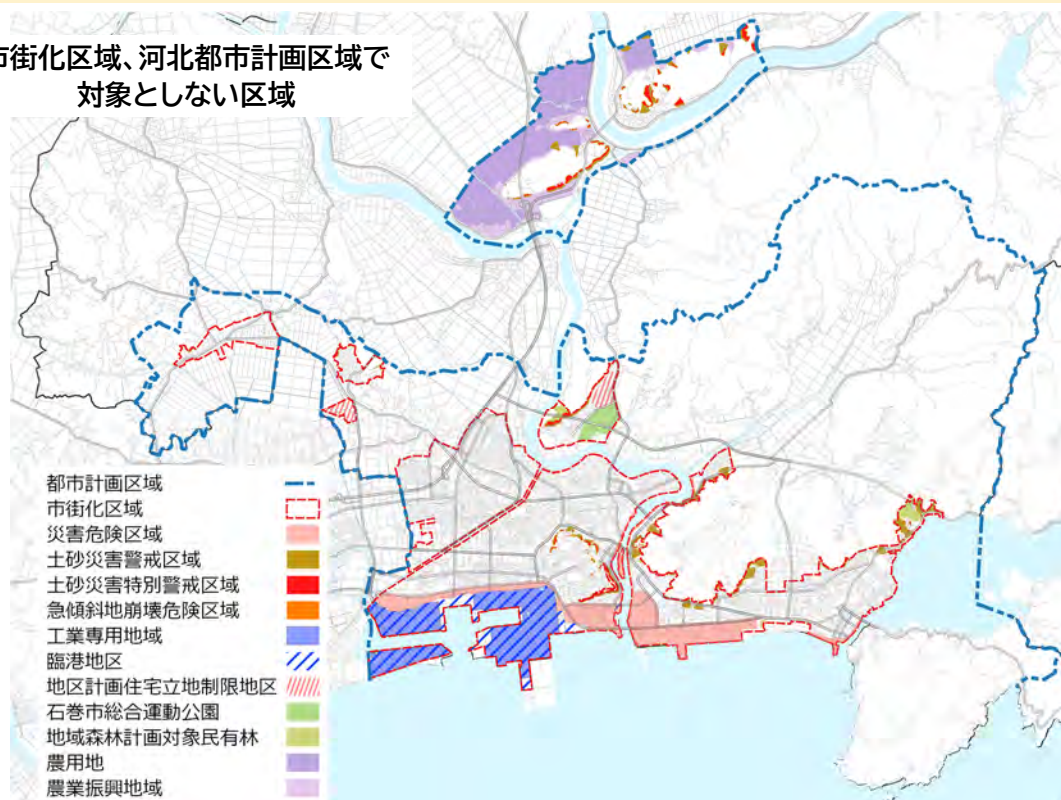 市街化区域、河北都市計画区域で
対象としない区域
都市計画区域
市街化区域
災害危険区域
土砂災害警戒区域
土砂災害特別警戒区域
急傾斜地崩壊危険区域
工業専用地域
臨港地区
地区計画住宅立地制限地区
石巻市総合運動公園
地域森林計画対象民有林
農用地
農業振興地域